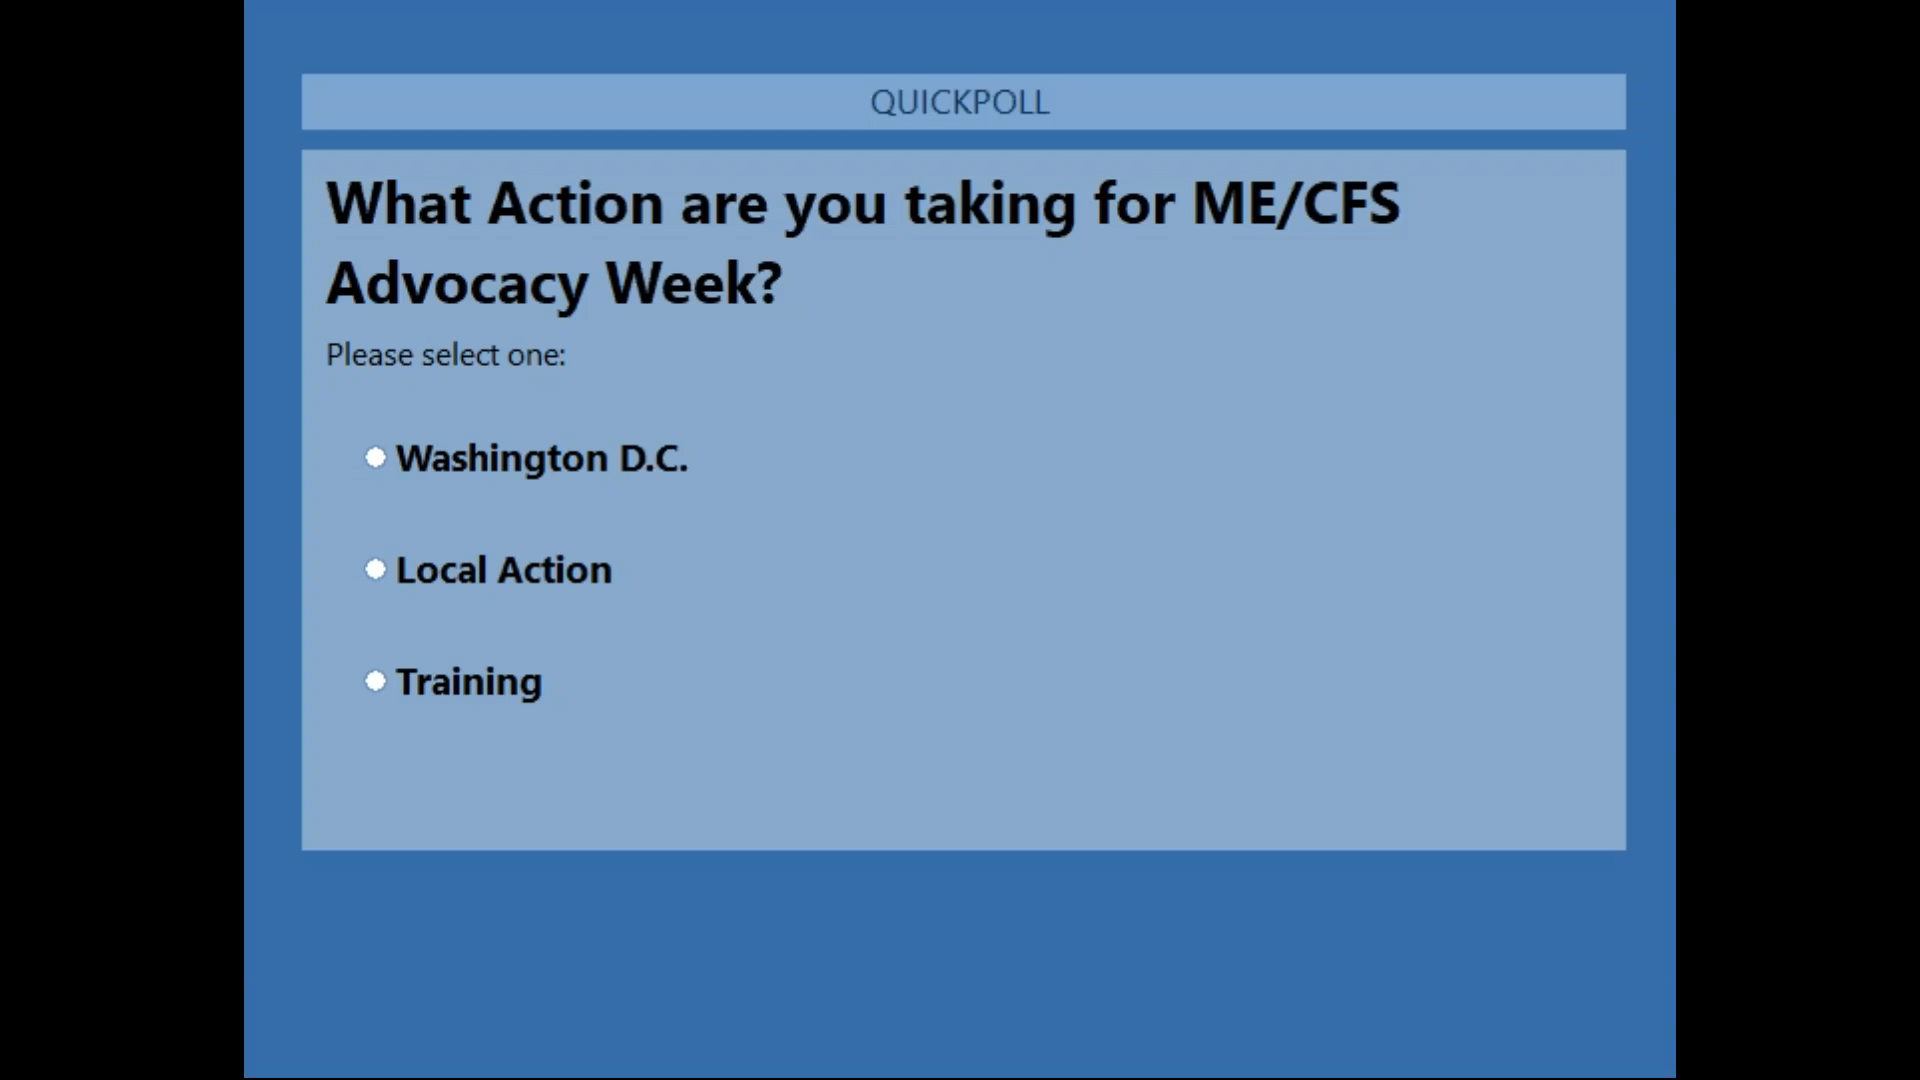 QUICKPOLL
What Action are you taking for ME/CFS
Advocacy Week?
Please select one:
Washington D.C.
Local Action
Training